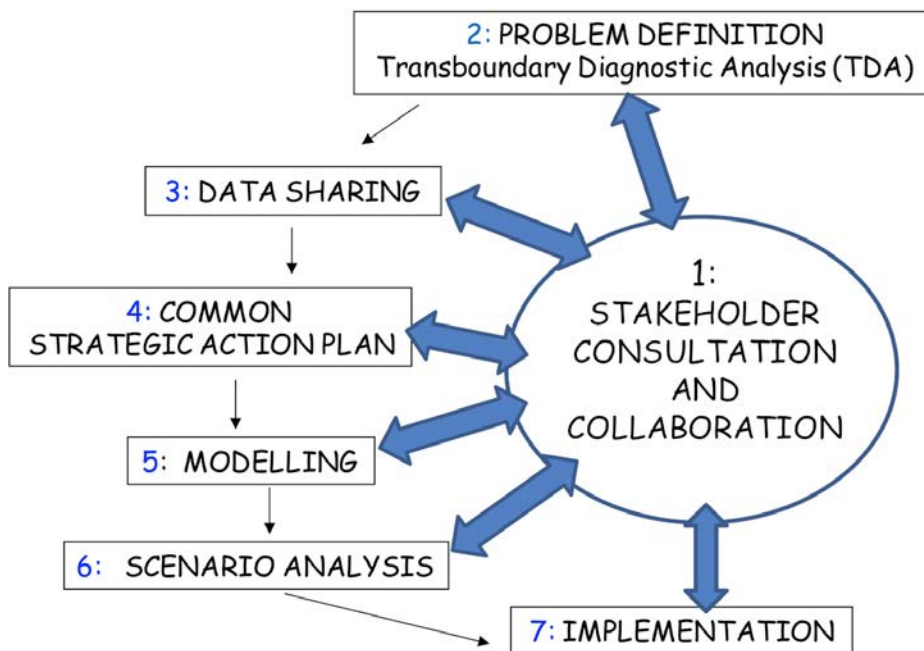 2: PROBLEM DEFINITION
Transboundary Diagnostic Analysis (TDA)
3: DATA SHARING
1:
STAKEHOLDER
CONSULTATION
AND
COLLABORATION
4: COMMON
STRATEGIC ACTION PLAN
5: MODELLING
6: SCENARIO ANALYSIS
7: IMPLEMENTATION